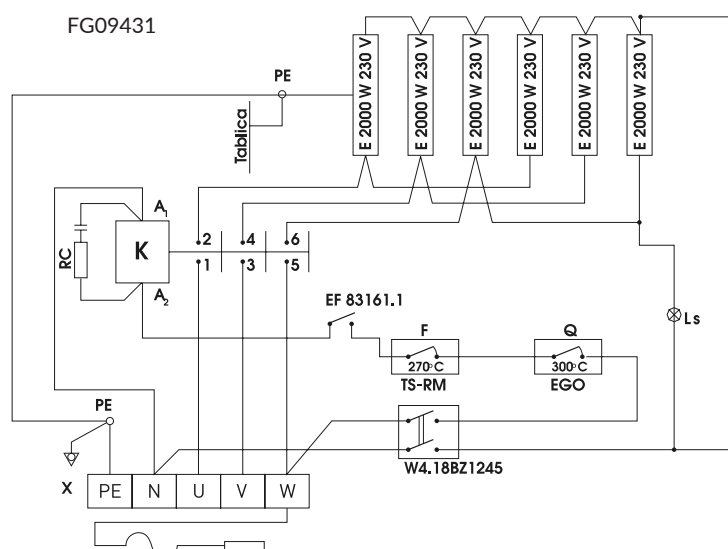 FG09431
PE
Tablica
E 2000 W 230 V
E 2000 W 230 V
E 2000 W 230 V
E 2000 W 230 V
E 2000 W 230 V
E 2000 W 230 V
A1
K
RC
A2
2 4 6
1 3 5
EF 83161.1
F
270°C
TS-RM
Q
300°C
EGO
Ls
PE
W4.18BZ1245
X PE N U V W